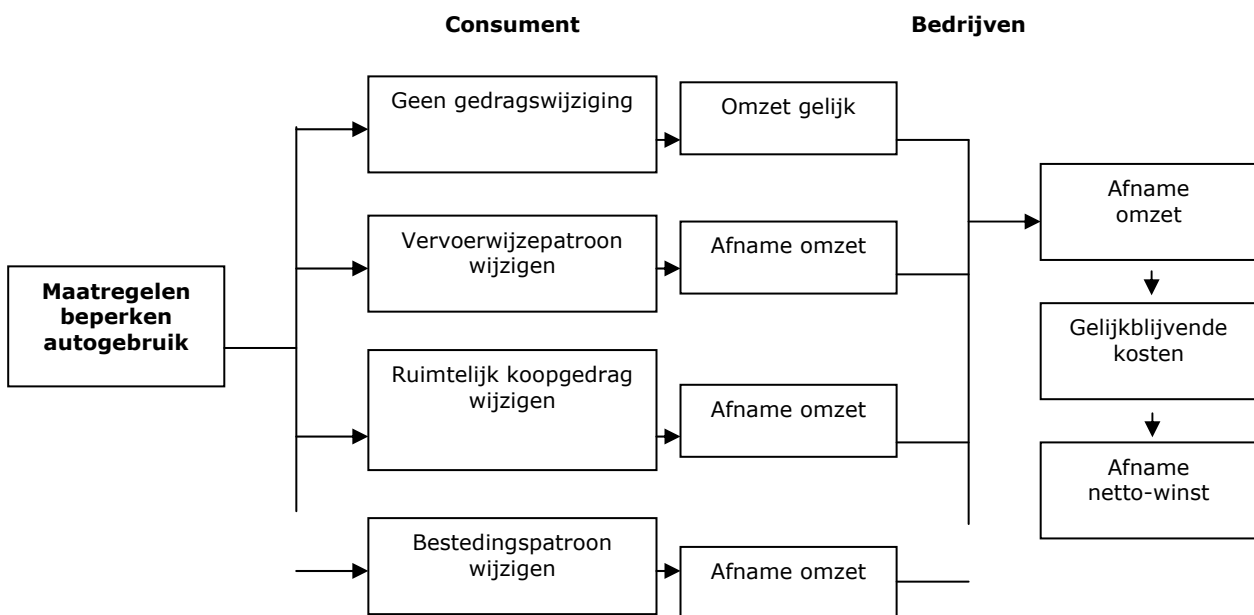 Consument
Bedrijven
Geen gedragswijziging
Omzet gelijk
Afname
omzet
Vervoerwijzepatroon
wijzigen
Afname omzet
Maatregelen
beperken
autogebruik
Gelijkblijvende
kosten
Ruimtelijk koopgedrag
wijzigen
Afname omzet
Afname
netto-winst
Bestedingspatroon
wijzigen
Afname omzet